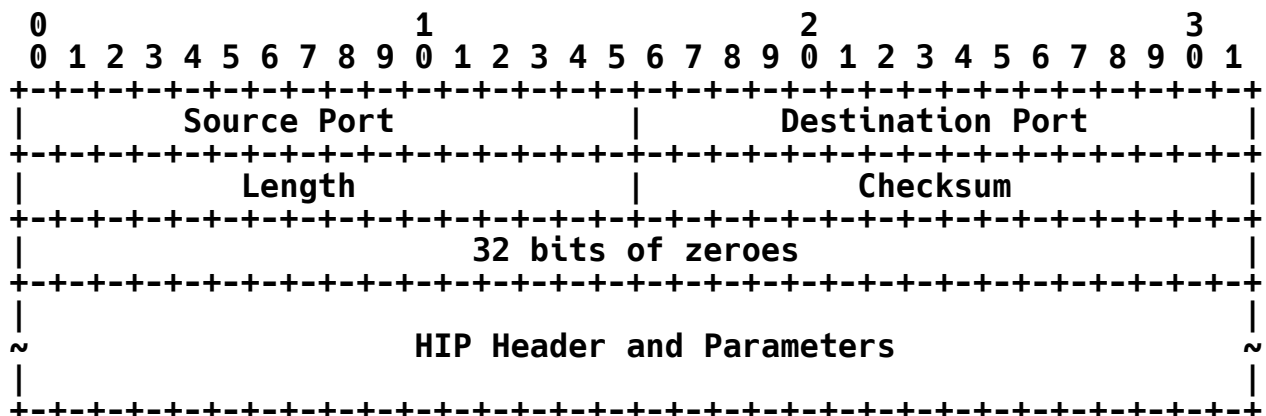 0                   1                   2                   3
 0 1 2 3 4 5 6 7 8 9 0 1 2 3 4 5 6 7 8 9 0 1 2 3 4 5 6 7 8 9 0 1
+-+-+-+-+-+-+-+-+-+-+-+-+-+-+-+-+-+-+-+-+-+-+-+-+-+-+-+-+-+-+-+-+
|        Source Port            |       Destination Port        |
+-+-+-+-+-+-+-+-+-+-+-+-+-+-+-+-+-+-+-+-+-+-+-+-+-+-+-+-+-+-+-+-+
|           Length              |           Checksum            |
+-+-+-+-+-+-+-+-+-+-+-+-+-+-+-+-+-+-+-+-+-+-+-+-+-+-+-+-+-+-+-+-+
|                       32 bits of zeroes                       |
+-+-+-+-+-+-+-+-+-+-+-+-+-+-+-+-+-+-+-+-+-+-+-+-+-+-+-+-+-+-+-+-+
|                                                               |
~                    HIP Header and Parameters                  ~
|                                                               |
+-+-+-+-+-+-+-+-+-+-+-+-+-+-+-+-+-+-+-+-+-+-+-+-+-+-+-+-+-+-+-+-+